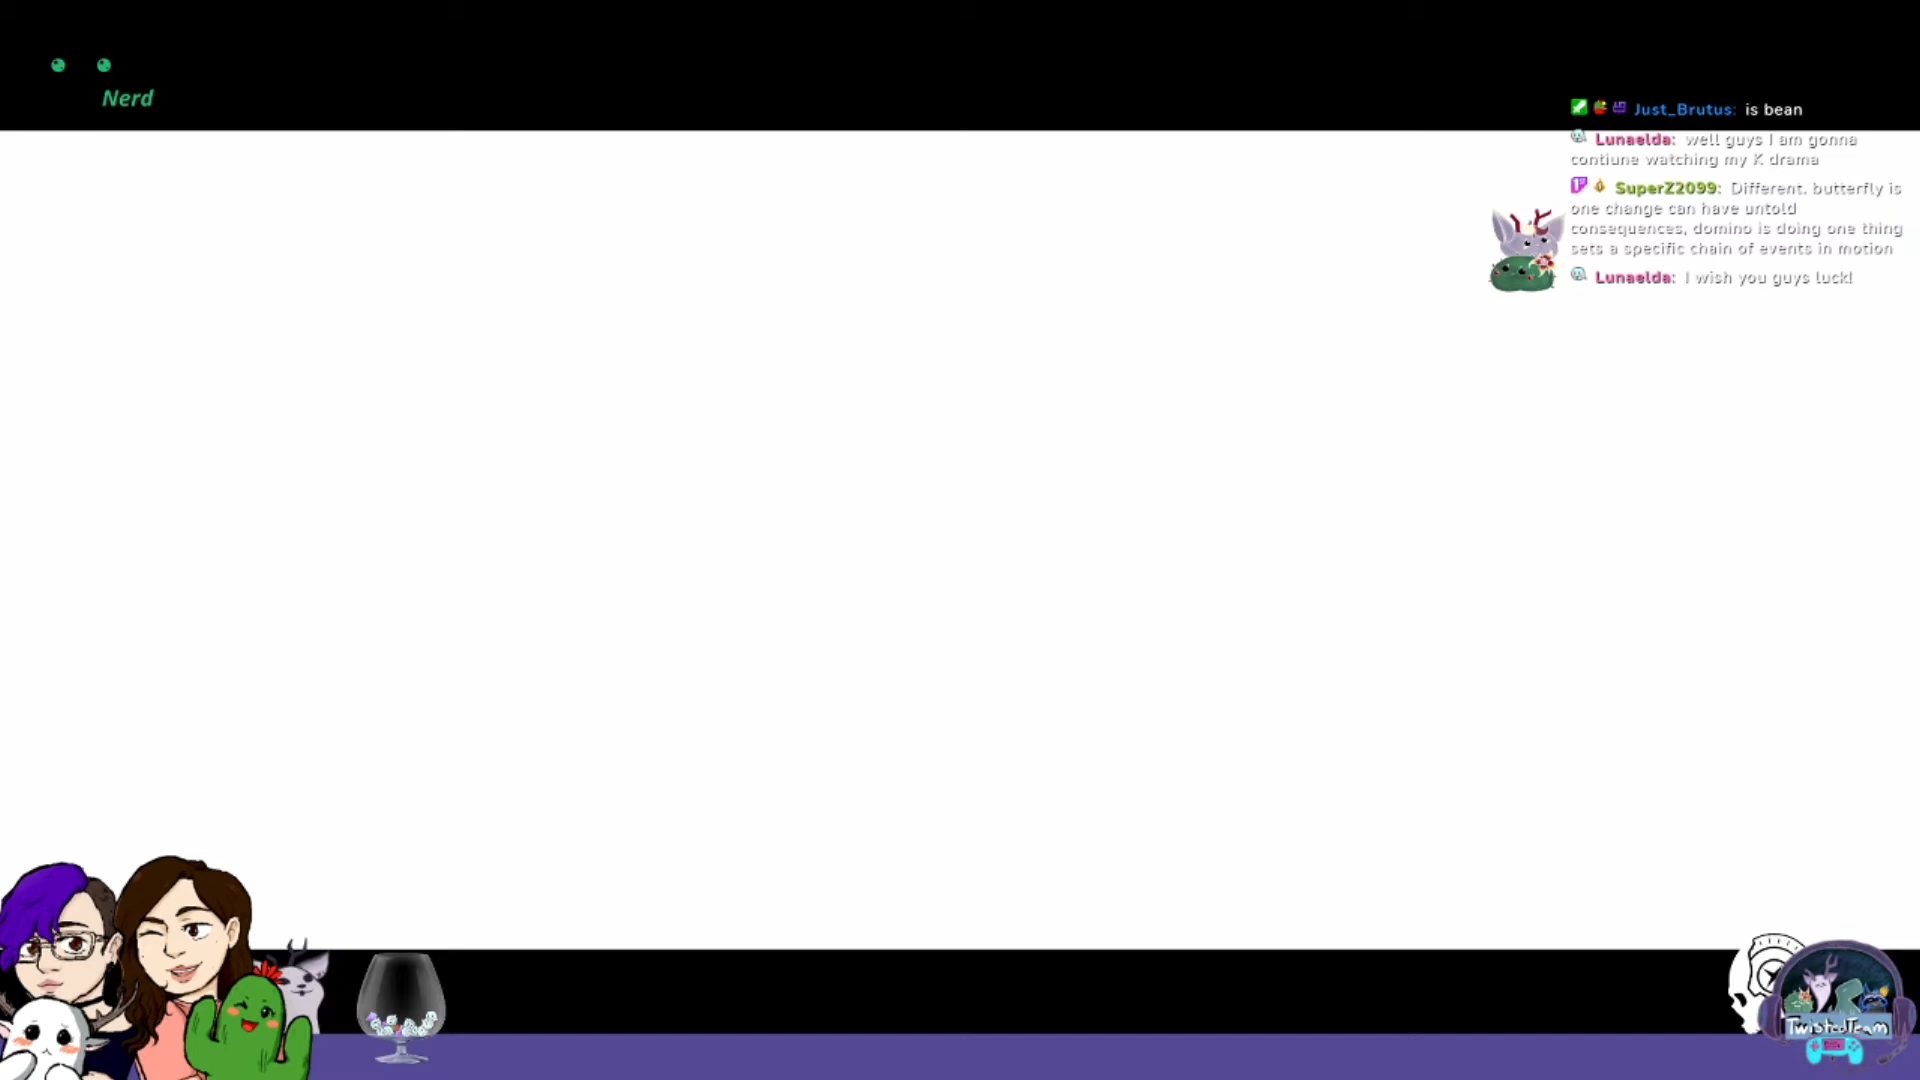 Nerd
Just_Brutus: is bean
Lunaelda: well guys I am gonna
contiune watching my K drama
SuperZ2099: Different. butterfly is
one change can have untold
consequences, domino is doing one thing
sets a specific chain of events in motion
Lunaelda: I wish you guys luck!
TwistedTeam